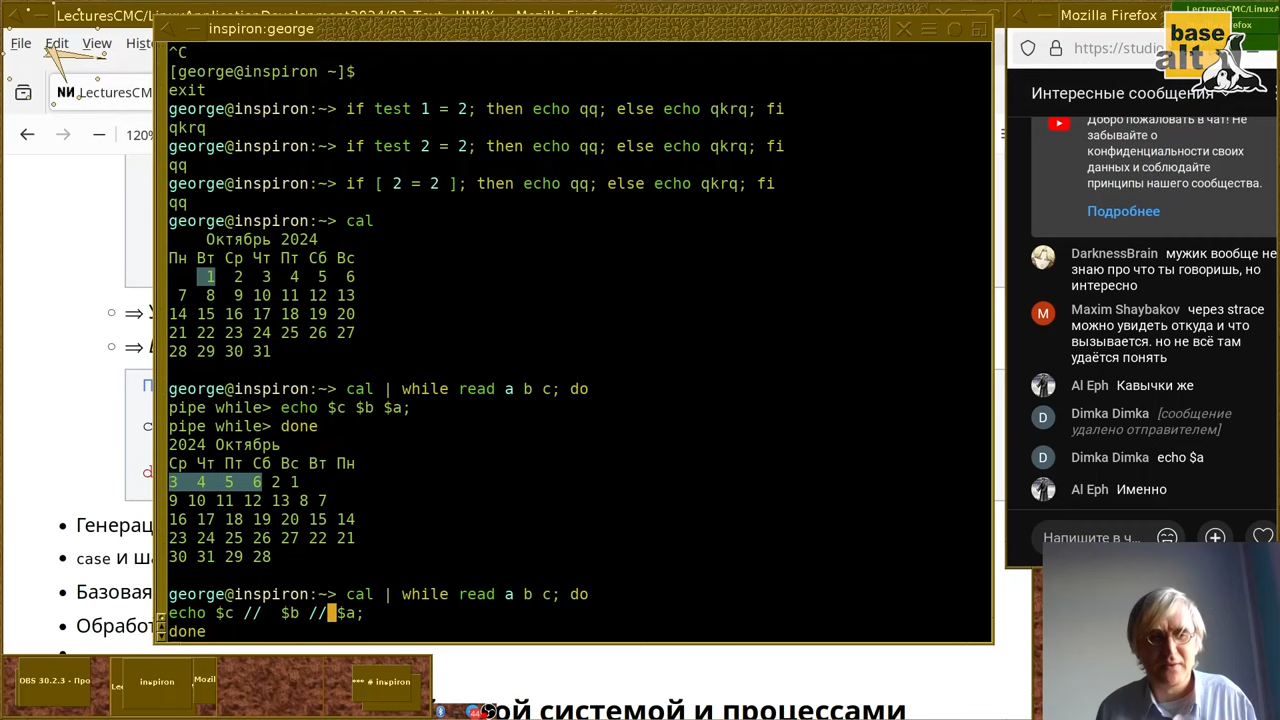 LecturesCMC/LinuxApplicationDevelopment2024/02_Text - UNIX — Mozilla Firefox
File Edit View Hist
LecturesCM
120%
inspiron:george
^C
[george@inspiron ~]$
exit
george@inspiron:~> if test 1 = 2; then echo qq; else echo qkrq; fi
qkrq
george@inspiron:~> if test 2 = 2; then echo qq; else echo qkrq; fi
qq
george@inspiron:~> if [ 2 = 2 ]; then echo qq; else echo qkrq; fi
qq
george@inspiron:~> cal
Октябрь 2024
Пн Вт Ср Чт Пт Сб Вс
1 2 3 4 5 6
7 8 9 10 11 12 13
14 15 16 17 18 19 20
21 22 23 24 25 26 27
28 29 30 31
george@inspiron:~> cal | while read a b c; do
pipe while> echo $c $b $a;
pipe while> done
2024 Октябрь
Ср Чт Пт Сб Вс Вт Пн
3 4 5 6 2 1
9 10 11 12 13 8 7
16 17 18 19 20 15 14
23 24 25 26 27 22 21
30 31 29 28
george@inspiron:~> cal | while read a b c; do
echo $c // $b // $a;
done
Генерац
case и ша
Базовая
Обработ
ой системой и процессами
OBS 30.2.3 - Про
inspiron
Mozil
*** # inspiron
Mozilla Firefox
LecturesCMC/LinuxA
Firefox
https://studio
base
alt
Интересные сообщения
Добро пожаловать в чат! Не
забывайте о
конфиденциальности своих
данных и соблюдайте
принципы нашего сообщества.
Подробнее
DarknessBrain мужик вообще не
знаю про что ты говоришь, но
интересно
Maxim Shaybakov через strace
можно увидеть откуда и что
вызывается. но не всё там
удаётся понять
Al Eph Кавычки же
Dimka Dimka [сообщение
удалено отправителем]
Dimka Dimka echo $a
Al Eph Именно
Напишите в ч...